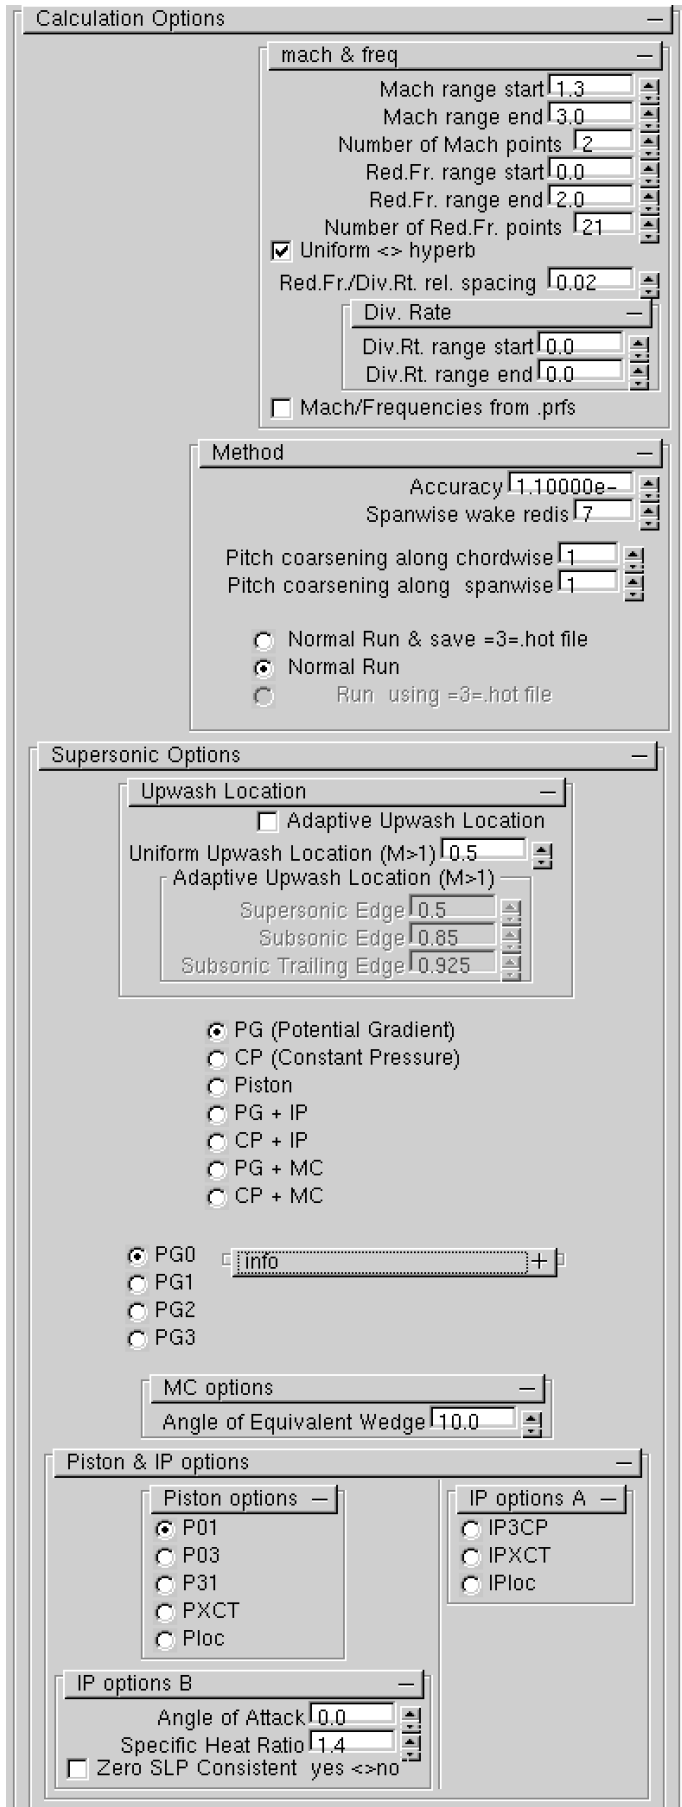 Calculation Options
mach & freq
Mach range start 1.3
Mach range end 3.0
Number of Mach points 2
Red.Fr. range start 0.0
Red.Fr. range end 2.0
Number of Red.Fr. points 21
Uniform <> hyperb
Red.Fr./Div.Rt. rel. spacing 0.02
Div. Rate
Div.Rt. range start 0.0
Div.Rt. range end 0.0
Mach/Frequencies from .prfs
Method
Accuracy 1.10000e-
Spanwise wake redis 7
Pitch coarsening along chordwise 1
Pitch coarsening along spanwise 1
Normal Run & save =3=.hot file
Normal Run
Run using =3=.hot file
Supersonic Options
Upwash Location
Adaptive Upwash Location
Uniform Upwash Location (M>1) 0.5
Adaptive Upwash Location (M>1)
Supersonic Edge 0.5
Subsonic Edge 0.85
Subsonic Trailing Edge 0.925
PG (Potential Gradient)
CP (Constant Pressure)
Piston
PG + IP
CP + IP
PG + MC
CP + MC
PG0 info +
PG1
PG2
PG3
MC options
Angle of Equivalent Wedge 10.0
Piston & IP options
Piston options
P01
P03
P31
PXCT
Ploc
IP options A
IP3CP
IPXCT
IPloc
IP options B
Angle of Attack 0.0
Specific Heat Ratio 1.4
Zero SLP Consistent yes <>no